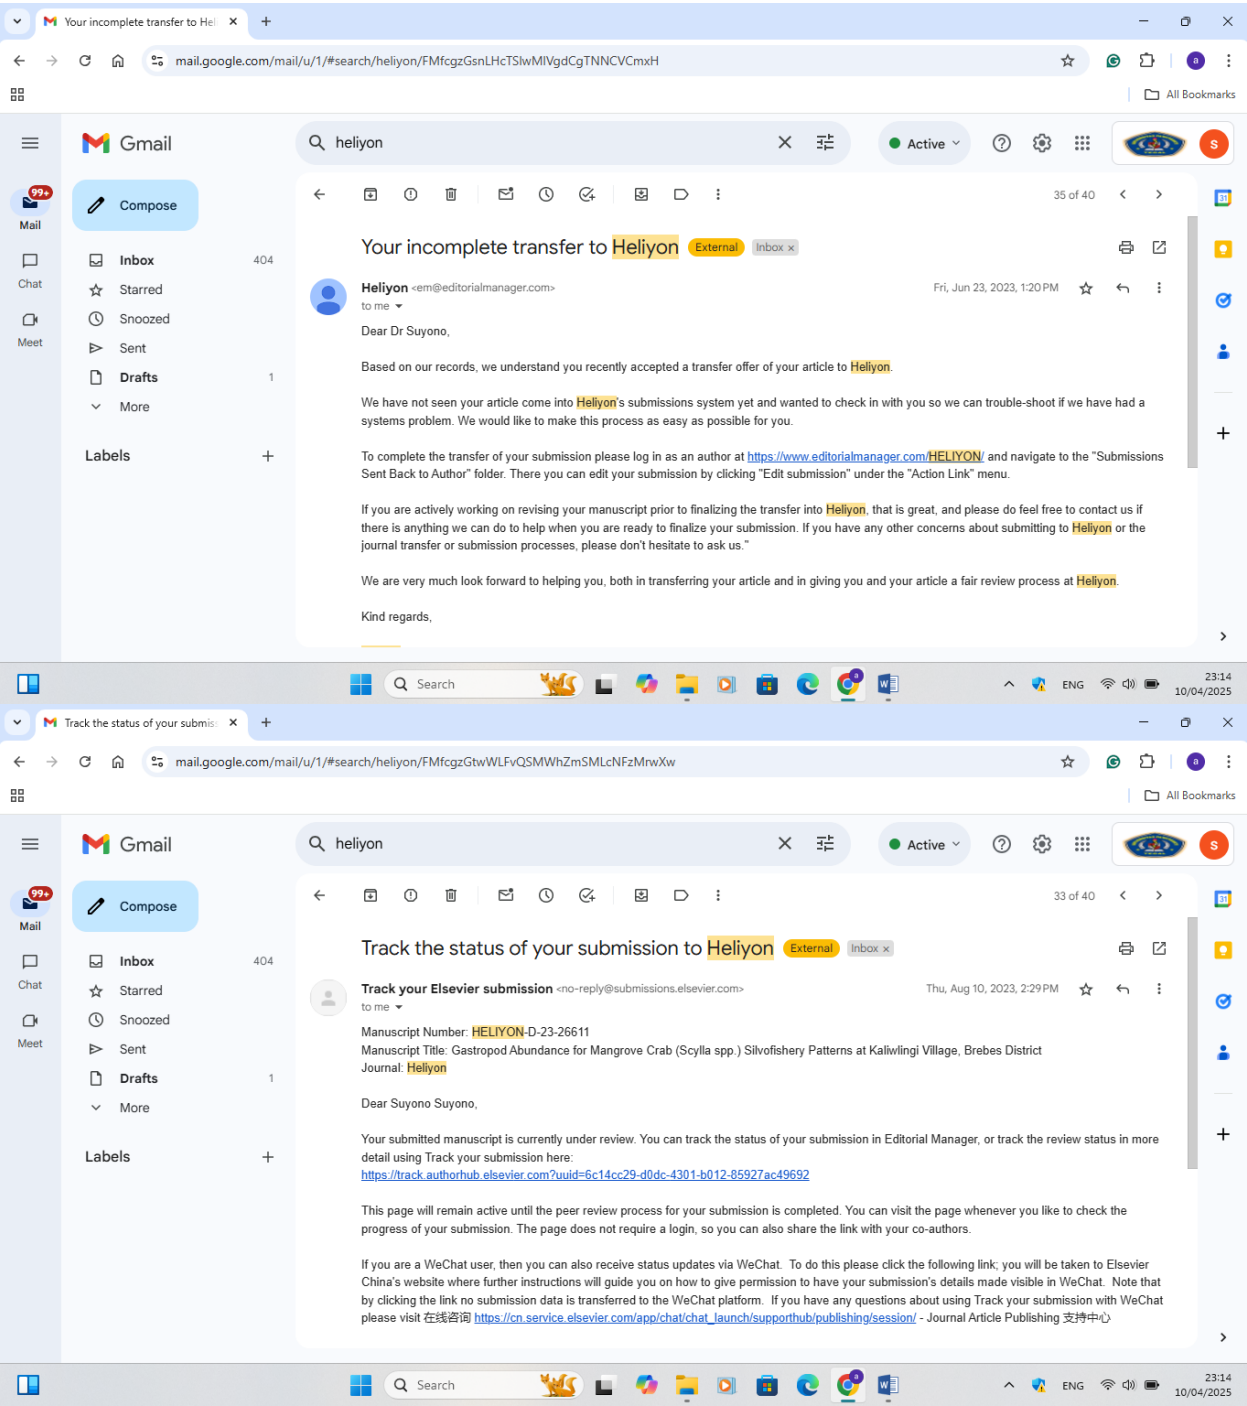 Your incomplete transfer to Hel
mail.google.com/mail/u/1/#search/heliyon/FMfcgzGsnLHcTSlwMlVgdCgTNNCVCmxH
a
All Bookmarks
Gmail
heliyon
Active
S
99+
Mail
Chat
Meet
Compose
Inbox 404
Starred
Snoozed
Sent
Drafts 1
More
Labels
35 of 40
31
Your incomplete transfer to Heliyon External Inbox x
Heliyon <em@editorialmanager.com> Fri, Jun 23, 2023, 1:20 PM
to me
Dear Dr Suyono,
Based on our records, we understand you recently accepted a transfer offer of your article to Heliyon.
We have not seen your article come into Heliyon's submissions system yet and wanted to check in with you so we can trouble-shoot if we have had a
systems problem. We would like to make this process as easy as possible for you.
To complete the transfer of your submission please log in as an author at https://www.editorialmanager.com/HELIYON/ and navigate to the "Submissions
Sent Back to Author" folder. There you can edit your submission by clicking "Edit submission" under the "Action Link" menu.
If you are actively working on revising your manuscript prior to finalizing the transfer into Heliyon, that is great, and please do feel free to contact us if
there is anything we can do to help when you are ready to finalize your submission. If you have any other concerns about submitting to Heliyon or the
journal transfer or submission processes, please don't hesitate to ask us."
We are very much look forward to helping you, both in transferring your article and in giving you and your article a fair review process at Heliyon.
Kind regards,
Search
ENG
23:14
10/04/2025
Track the status of your submis
mail.google.com/mail/u/1/#search/heliyon/FMfcgzGtwWLFvQSMWhZmSMLcNFzMrwXw
a
All Bookmarks
Gmail
heliyon
Active
S
99+
Mail
Chat
Meet
Compose
Inbox 404
Starred
Snoozed
Sent
Drafts 1
More
Labels
33 of 40
31
Track the status of your submission to Heliyon External Inbox x
Track your Elsevier submission <no-reply@submissions.elsevier.com> Thu, Aug 10, 2023, 2:29 PM
to me
Manuscript Number: HELIYON-D-23-26611
Manuscript Title: Gastropod Abundance for Mangrove Crab (Scylla spp.) Silvofishery Patterns at Kaliwlingi Village, Brebes District
Journal: Heliyon
Dear Suyono Suyono,
Your submitted manuscript is currently under review. You can track the status of your submission in Editorial Manager, or track the review status in more
detail using Track your submission here:
https://track.authorhub.elsevier.com?uuid=6c14cc29-d0dc-4301-b012-85927ac49692
This page will remain active until the peer review process for your submission is completed. You can visit the page whenever you like to check the
progress of your submission. The page does not require a login, so you can also share the link with your co-authors.
If you are a WeChat user, then you can also receive status updates via WeChat.  To do this please click the following link; you will be taken to Elsevier
China's website where further instructions will guide you on how to give permission to have your submission's details made visible in WeChat.  Note that
by clicking the link no submission data is transferred to the WeChat platform.  If you have any questions about using Track your submission with WeChat
please visit 在线咨询 https://cn.service.elsevier.com/app/chat/chat_launch/supporthub/publishing/session/ - Journal Article Publishing 支持中心
Search
ENG
23:14
10/04/2025